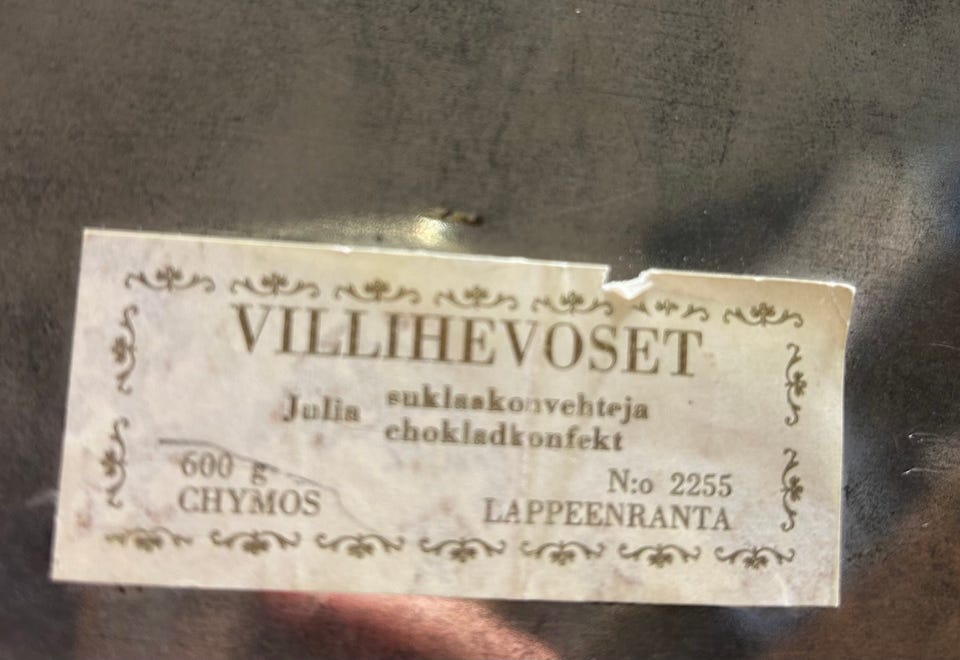 VILLIHEVOSET
Julia suklaakonvehteja
chokladkonfekt
600 g N:o 2255
CHYMOS LAPPEENRANTA